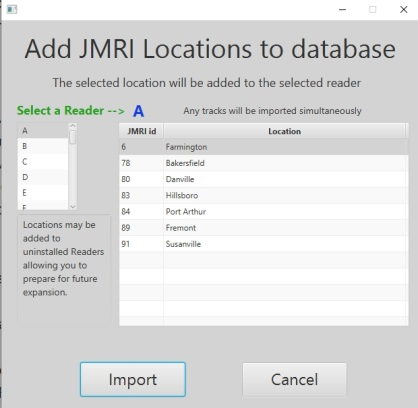 Add JMRI Locations to database
The selected location will be added to the selected reader
Select a Reader --> A
Any tracks will be imported simultaneously
A
B
C
D
E
F
JMRI id Location
6 Farmington
78 Bakersfield
80 Danville
83 Hillsboro
84 Port Arthur
89 Fremont
91 Susanville
Locations may be
added to
uninstalled Readers
allowing you to
prepare for future
expansion.
Import Cancel